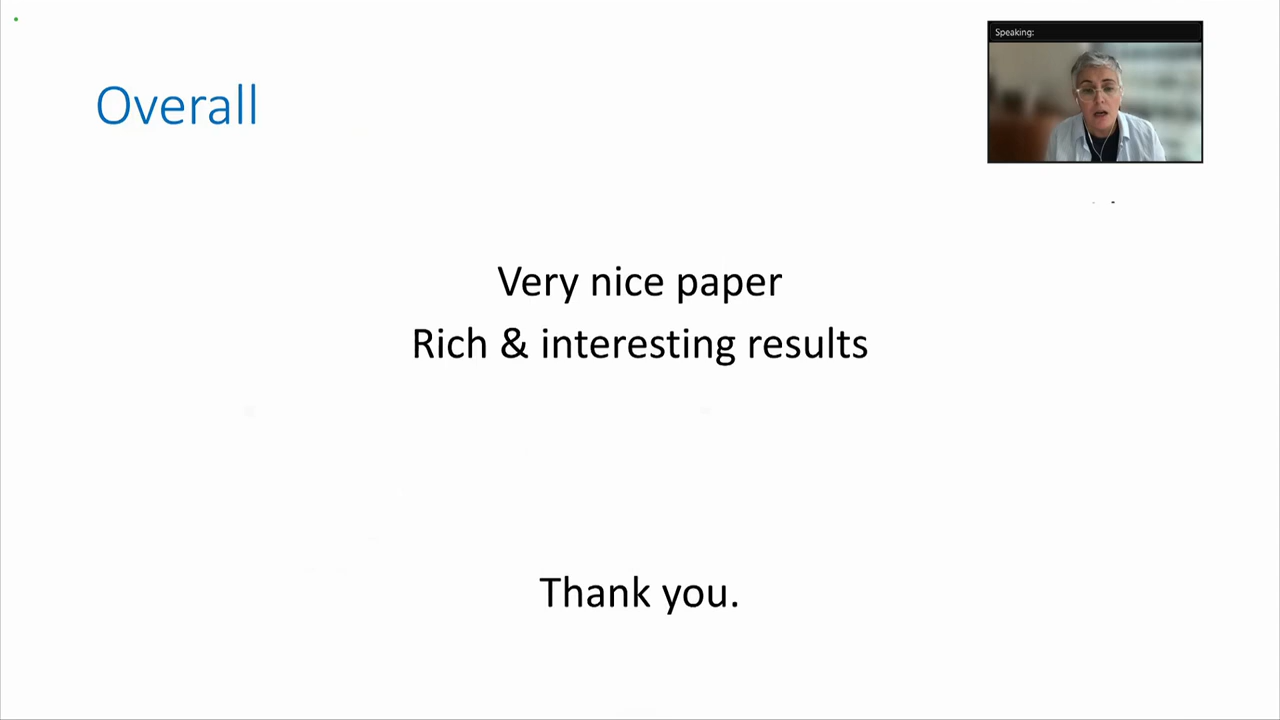 Speaking:
Overall
Very nice paper
Rich & interesting results
Thank you.